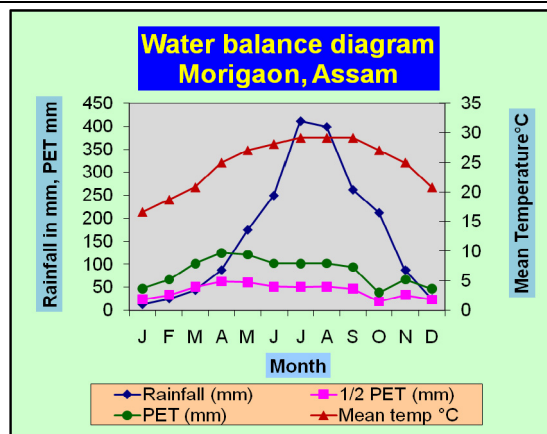 Water balance diagram
Morigaon, Assam
Rainfall in mm, PET mm
450
400
350
300
250
200
150
100
50
0
35
30
25
20
15
10
5
0
Mean Temperature°C
J F M A M J J A S O N D
Month
Rainfall (mm) 1/2 PET (mm)
PET (mm) Mean temp °C